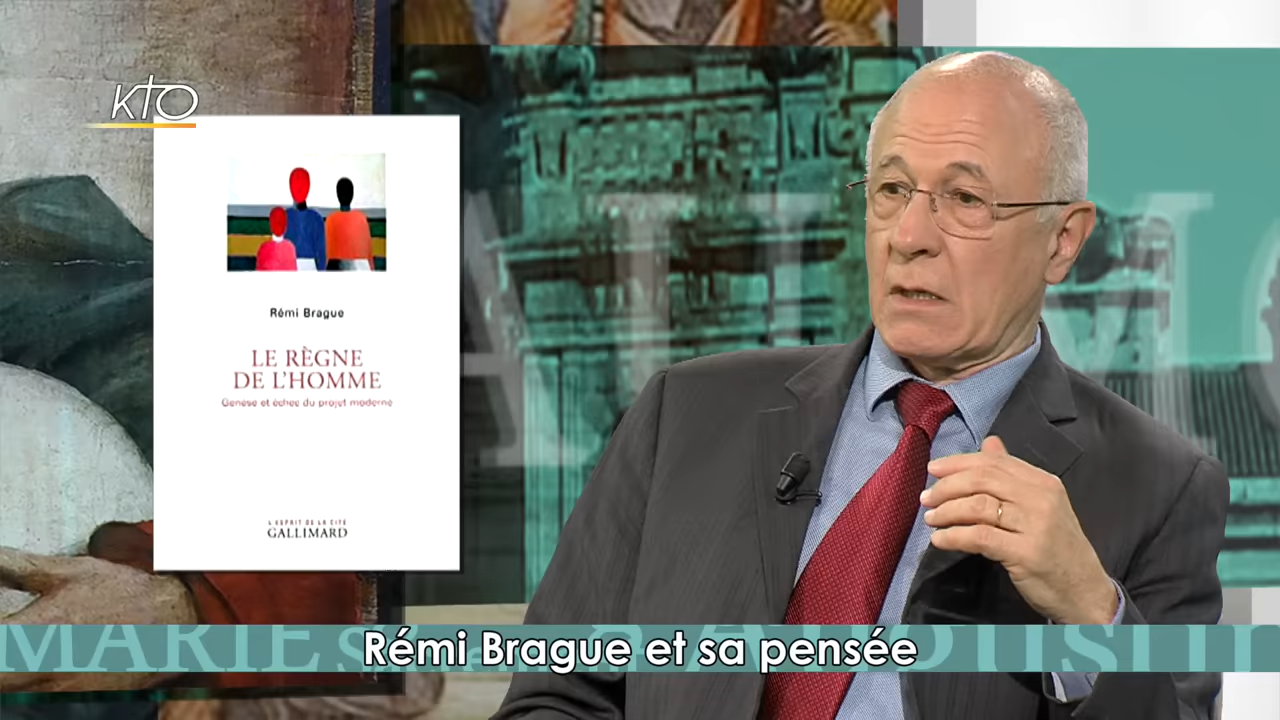 KTO
Rémi Brague
LE RÈGNE
DE L'HOMME
Genèse et échec du projet moderne
L'ESPRIT DE LA CITÉ
GALLIMARD
Rémi Brague et sa pensée
MARIE